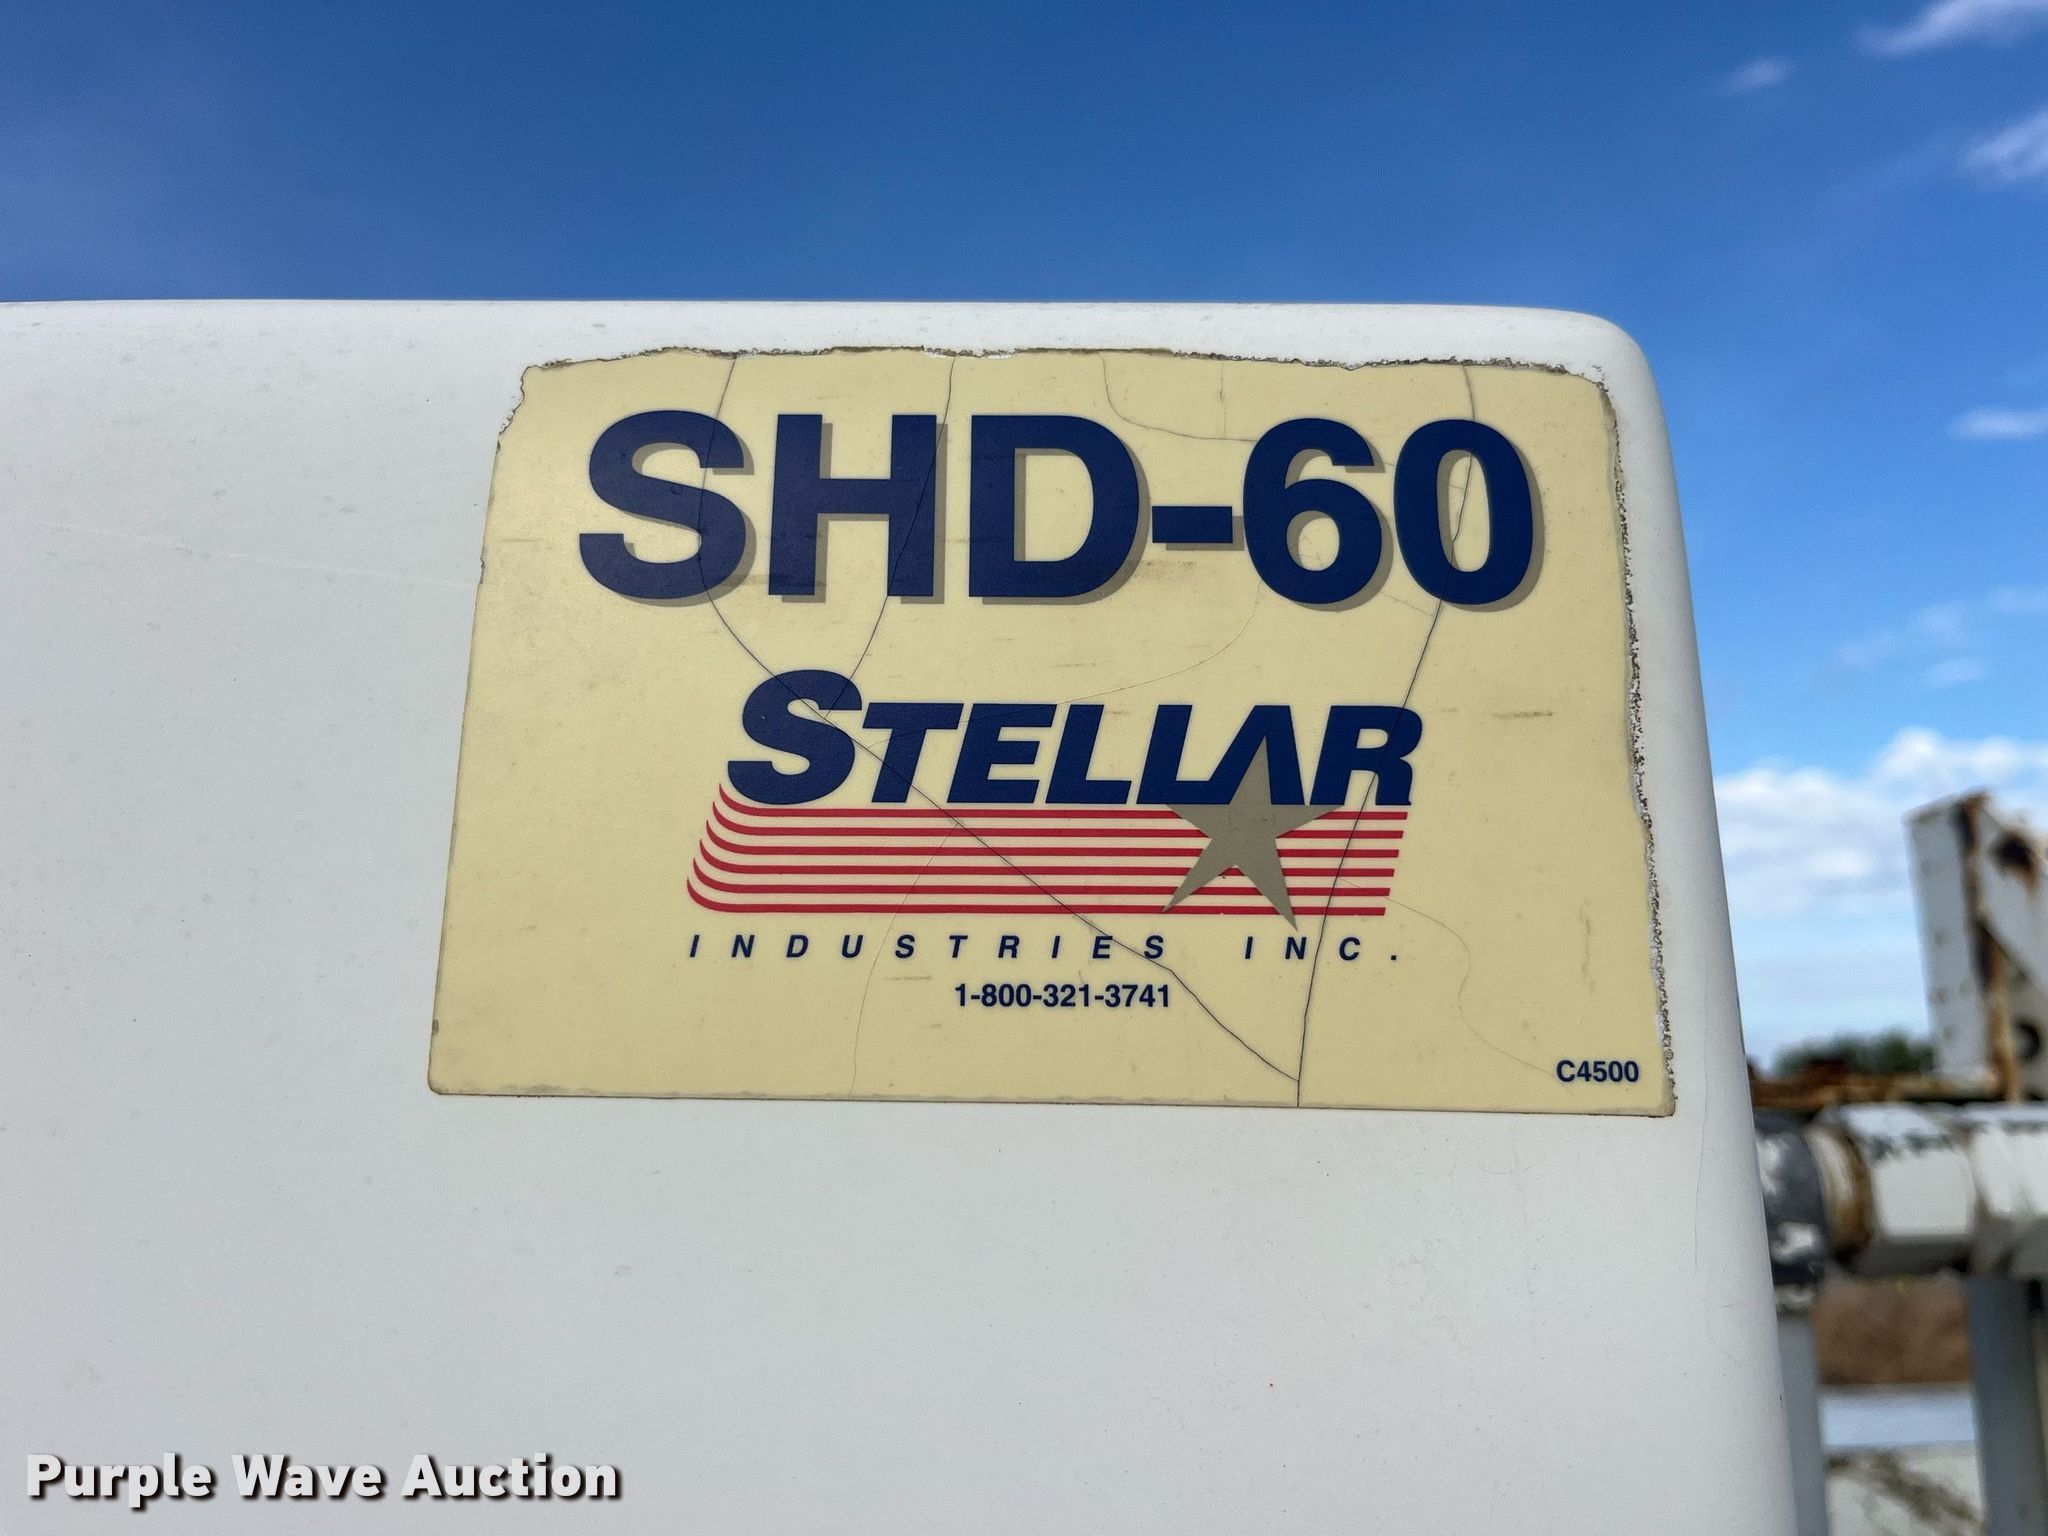 SHD-60
STELLAR
INDUSTRIES INC.
1-800-321-3741
C4500
Purple Wave Auction